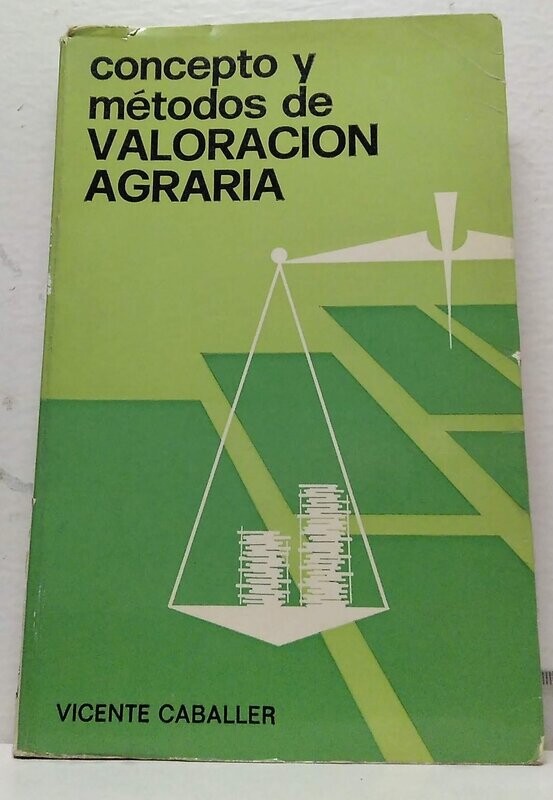 concepto y
métodos de
VALORACION
AGRARIA
VICENTE CABALLER